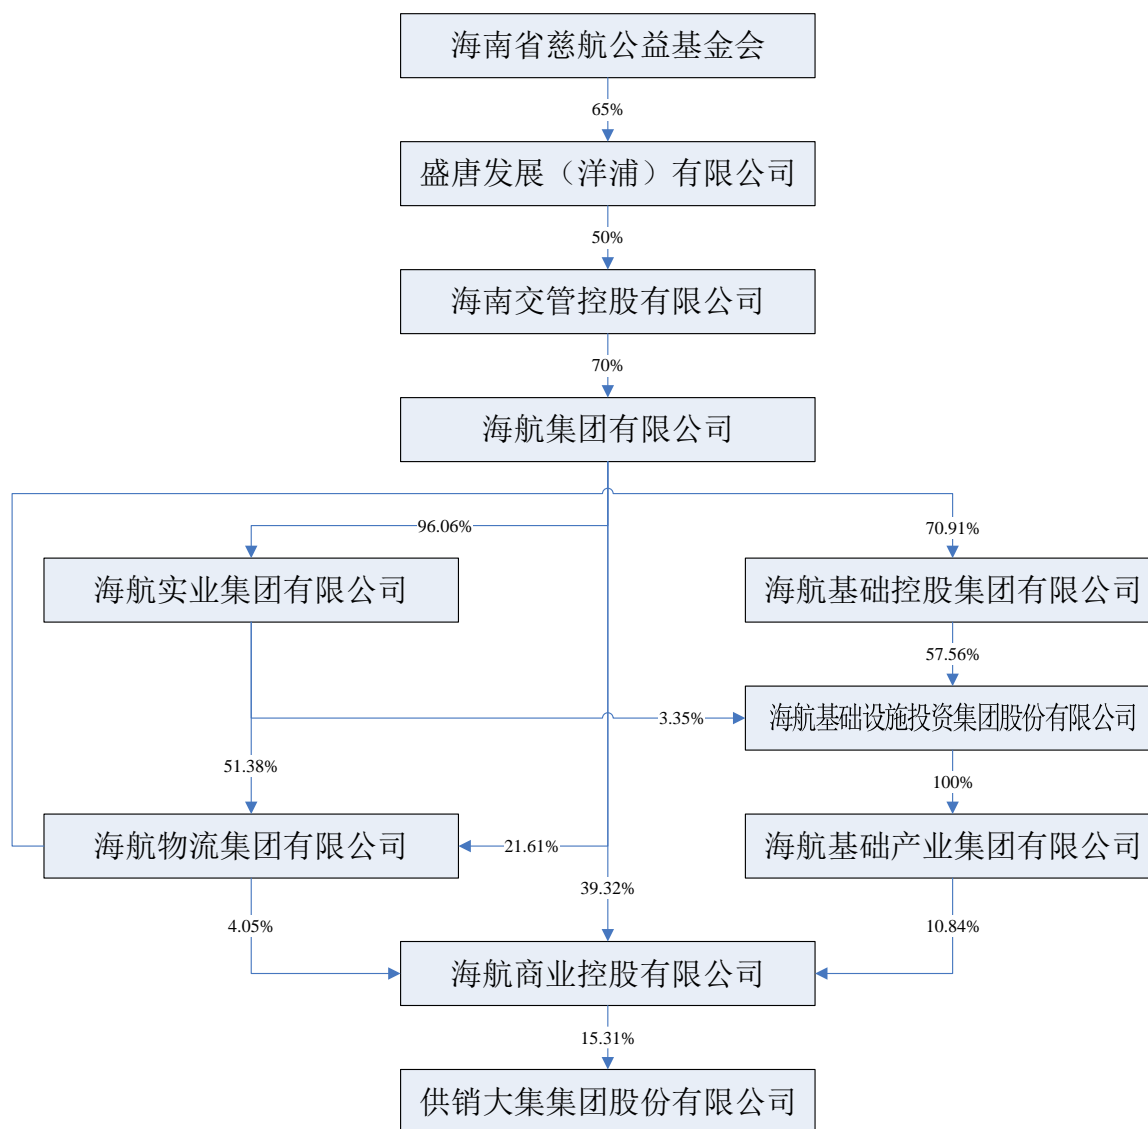 海南省慈航公益基金会
65%
盛唐发展（洋浦）有限公司
50%
海南交管控股有限公司
70%
海航集团有限公司
96.06%
70.91%
海航实业集团有限公司
海航基础控股集团有限公司
57.56%
3.35%
海航基础设施投资集团股份有限公司
51.38%
100%
海航物流集团有限公司
21.61%
海航基础产业集团有限公司
39.32%
4.05%
10.84%
海航商业控股有限公司
15.31%
供销大集集团股份有限公司